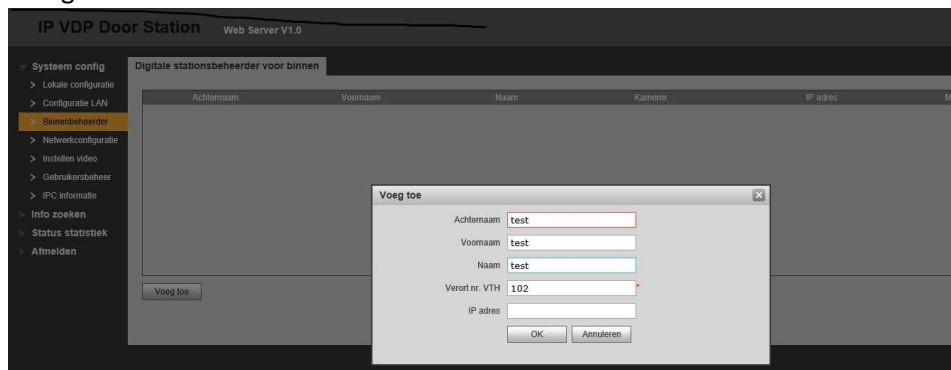 IP VDP Door Station Web Server V1.0
Systeem config
Lokale configuratie
Configuratie LAN
Binnenbeheerder
Netwerkconfiguratie
Instellen video
Gebruikersbeheer
IPC informatie
Info zoeken
Status statistiek
Afmelden
Digitale stationsbeheerder voor binnen
Achternaam Voornaam Naam Kamernr. IP adres M
Voeg toe
Voeg toe
Achternaam test
Voornaam test
Naam test
Verort nr. VTH 102 *
IP adres
OK Annuleren